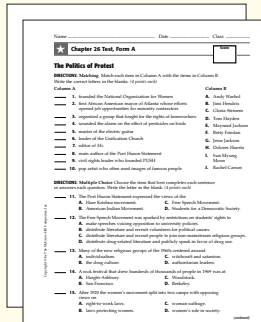 Name Date Class
Chapter 26 Test, Form A
Score
The Politics of Protest
DIRECTIONS: Matching Match each item in Column A with the items in Column B.
Write the correct letters in the blanks. (4 points each)
Column A
1. founded the National Organization for Women
2. first African American mayor of Atlanta whose efforts
opened job opportunities for minority contractors
3. organized a group that fought for the rights of farmworkers
4. sounded the alarm on the effect of pesticides on birds
5. master of the electric guitar
6. leader of the Unification Church
7. editor of Ms.
8. main author of the Port Huron Statement
9. civil rights leader who founded PUSH
10. pop artist who often used images of famous people
Column B
A. Andy Warhol
B. Jimi Hendrix
C. Gloria Steinem
D. Tom Hayden
E. Maynard Jackson
F. Betty Friedan
G. Jesse Jackson
H. Dolores Huerta
I. Sun Myung
Moon
J. Rachel Carson
DIRECTIONS: Multiple Choice Choose the item that best completes each sentence
or answers each question. Write the letter in the blank. (4 points each)
11. The Port Huron Statement expressed the views of the
A. Hare Krishna movement. C. Free Speech Movement.
B. American Indian Movement. D. Students for a Democratic Society.
12. The Free Speech Movement was sparked by restrictions on students' rights to
A. make speeches voicing opposition to university policies.
B. distribute literature and recruit volunteers for political causes.
C. distribute literature and recruit people to join non-mainstream religious groups.
D. distribute drug-related literature and publicly speak in favor of drug use.
13. Many of the new religious groups of the 1960s centered around
A. individualism. C. witchcraft and satanism.
B. the drug culture. D. authoritarian leaders.
14. A rock festival that drew hundreds of thousands of people in 1969 was at
A. Haight-Ashbury. C. Woodstock.
B. San Francisco. D. Berkeley.
15. After 1920 the women's movement split into two camps with opposing
views on
A. right-to-work laws. C. woman suffrage.
B. laws protecting women. D. women's role in society.
(continued)